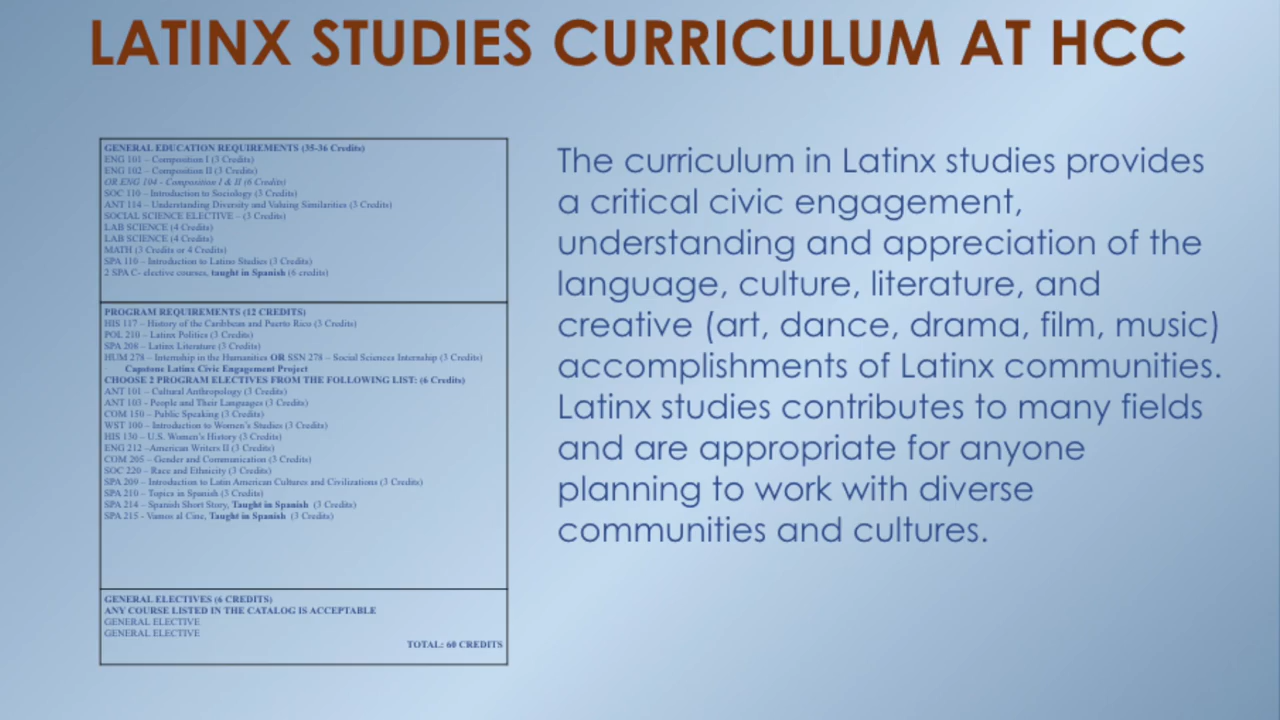 LATINX STUDIES CURRICULUM AT HCC
GENERAL EDUCATION REQUIREMENTS (35-36 Credits)
ENG 101 – Composition I (3 Credits)
ENG 102 – Composition II (3 Credits)
OR ENG 104 - Composition I & II (6 Credits)
SOC 110 – Introduction to Sociology (3 Credits)
ANT 114 – Understanding Diversity and Valuing Similarities (3 Credits)
SOCIAL SCIENCE ELECTIVE – (3 Credits)
LAB SCIENCE (4 Credits)
LAB SCIENCE (4 Credits)
MATH (3 Credits or 4 Credits)
SPA 110 – Introduction to Latino Studies (3 Credits)
2 SPA C- elective courses, taught in Spanish (6 credits)
PROGRAM REQUIREMENTS (12 CREDITS)
HIS 117 – History of the Caribbean and Puerto Rico (3 Credits)
POL 210 – Latinx Politics (3 Credits)
SPA 208 – Latinx Literature (3 Credits)
HUM 278 – Internship in the Humanities OR SSN 278 – Social Sciences Internship (3 Credits)
Capstone Latinx Civic Engagement Project
CHOOSE 2 PROGRAM ELECTIVES FROM THE FOLLOWING LIST: (6 Credits)
ANT 101 – Cultural Anthropology (3 Credits)
ANT 103 - People and Their Languages (3 Credits)
COM 150 – Public Speaking (3 Credits)
WST 100 – Introduction to Women's Studies (3 Credits)
HIS 130 – U.S. Women's History (3 Credits)
ENG 212 –American Writers II (3 Credits)
COM 205 – Gender and Communication (3 Credits)
SOC 220 – Race and Ethnicity (3 Credits)
SPA 209 – Introduction to Latin American Cultures and Civilizations (3 Credits)
SPA 210 – Topics in Spanish (3 Credits)
SPA 214 – Spanish Short Story, Taught in Spanish (3 Credits)
SPA 215 - Vamos al Cine, Taught in Spanish (3 Credits)
GENERAL ELECTIVES (6 CREDITS)
ANY COURSE LISTED IN THE CATALOG IS ACCEPTABLE
GENERAL ELECTIVE
GENERAL ELECTIVE
TOTAL: 60 CREDITS
The curriculum in Latinx studies provides
a critical civic engagement,
understanding and appreciation of the
language, culture, literature, and
creative (art, dance, drama, film, music)
accomplishments of Latinx communities.
Latinx studies contributes to many fields
and are appropriate for anyone
planning to work with diverse
communities and cultures.